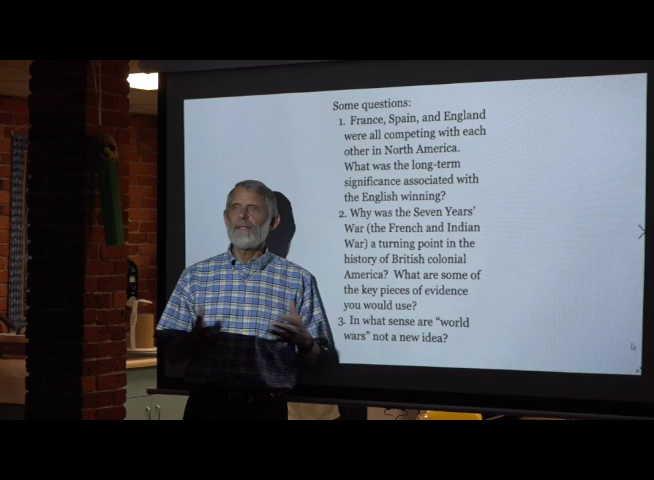 Some questions:
1. France, Spain, and England
were all competing with each
other in North America.
What was the long-term
significance associated with
the English winning?
2. Why was the Seven Years'
War (the French and Indian
War) a turning point in the
history of British colonial
America? What are some of
the key pieces of evidence
you would use?
3. In what sense are "world
wars" not a new idea?